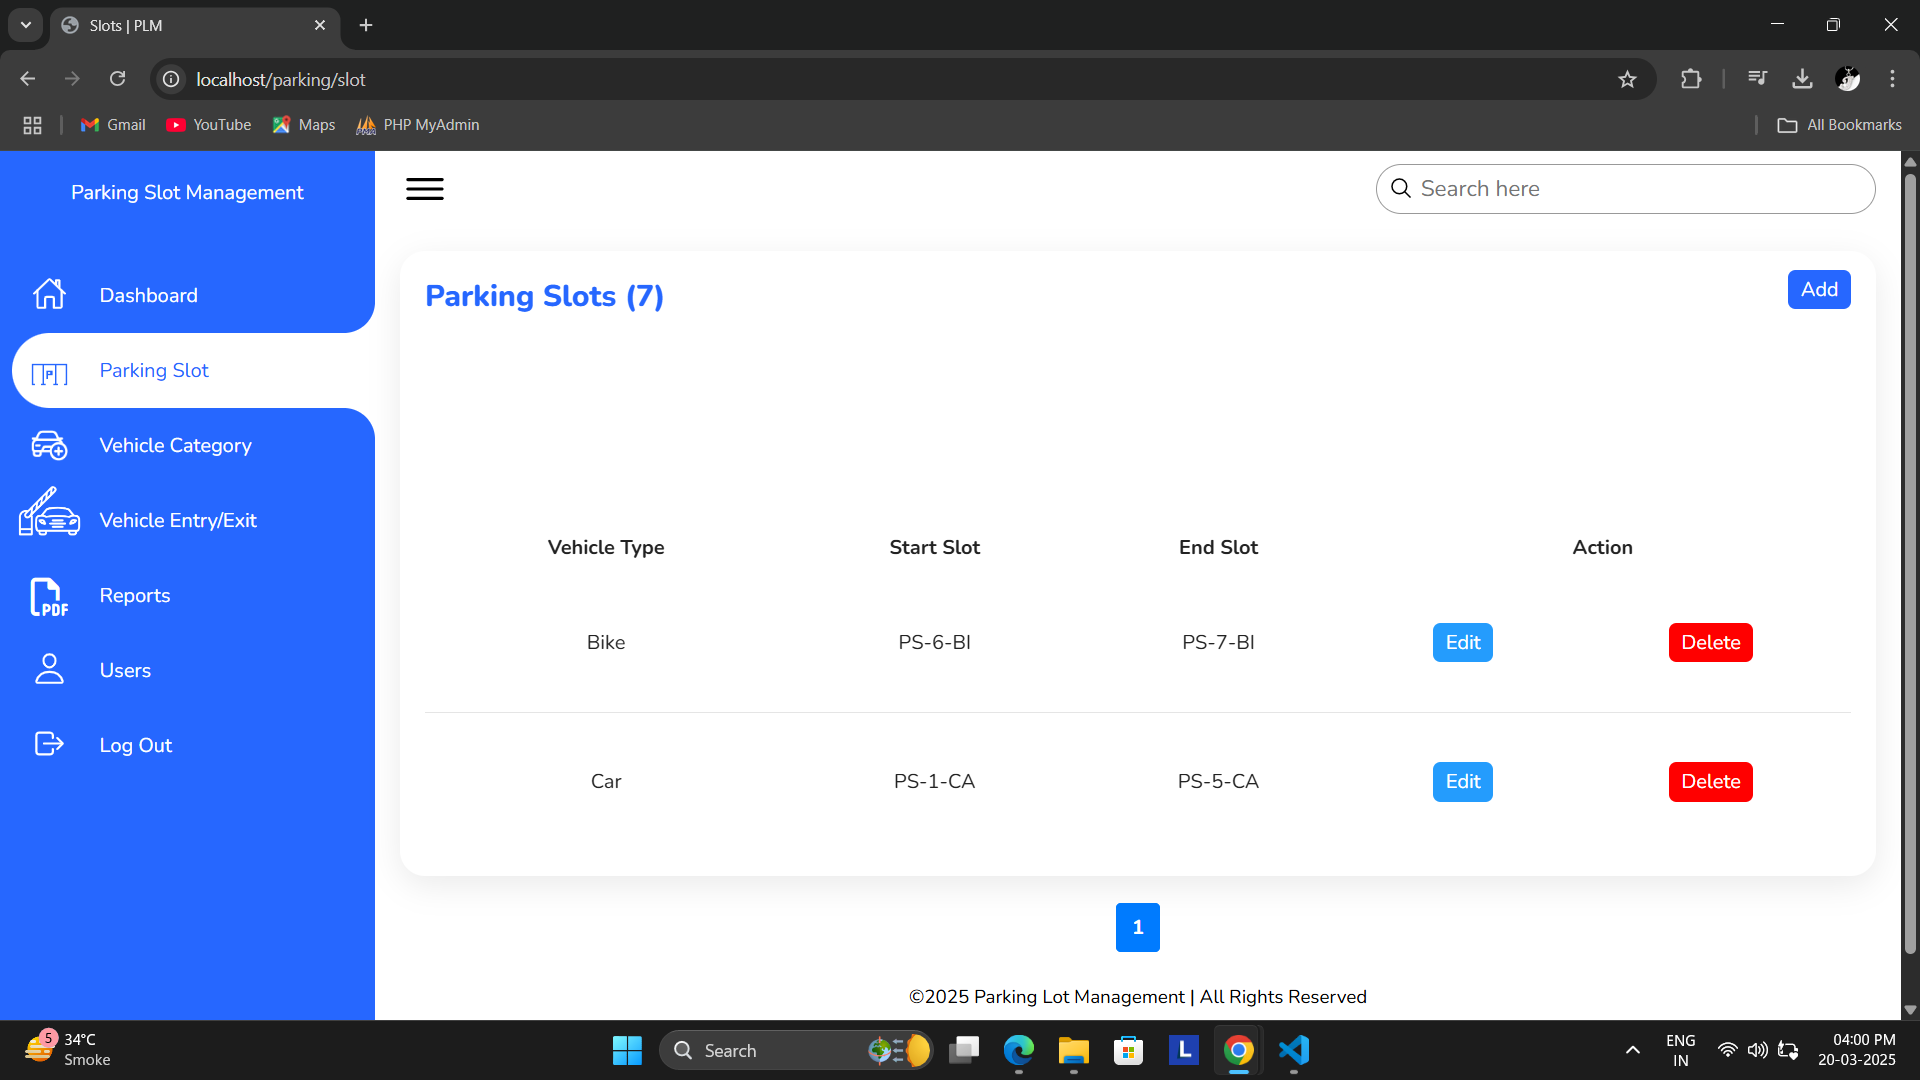 Slots | PLM
localhost/parking/slot
Gmail
YouTube
Maps
PHP MyAdmin
All Bookmarks
Parking Slot Management
Search here
Parking Slots (7)
Add
Dashboard
Parking Slot
Vehicle Category
Vehicle Entry/Exit
PDF
Reports
Users
Log Out
Vehicle Type Start Slot End Slot Action
Bike PS-6-BI PS-7-BI Edit Delete
Car PS-1-CA PS-5-CA Edit Delete
1
©2025 Parking Lot Management | All Rights Reserved
5
34°C
Smoke
Search
L
ENG
IN
04:00 PM
20-03-2025